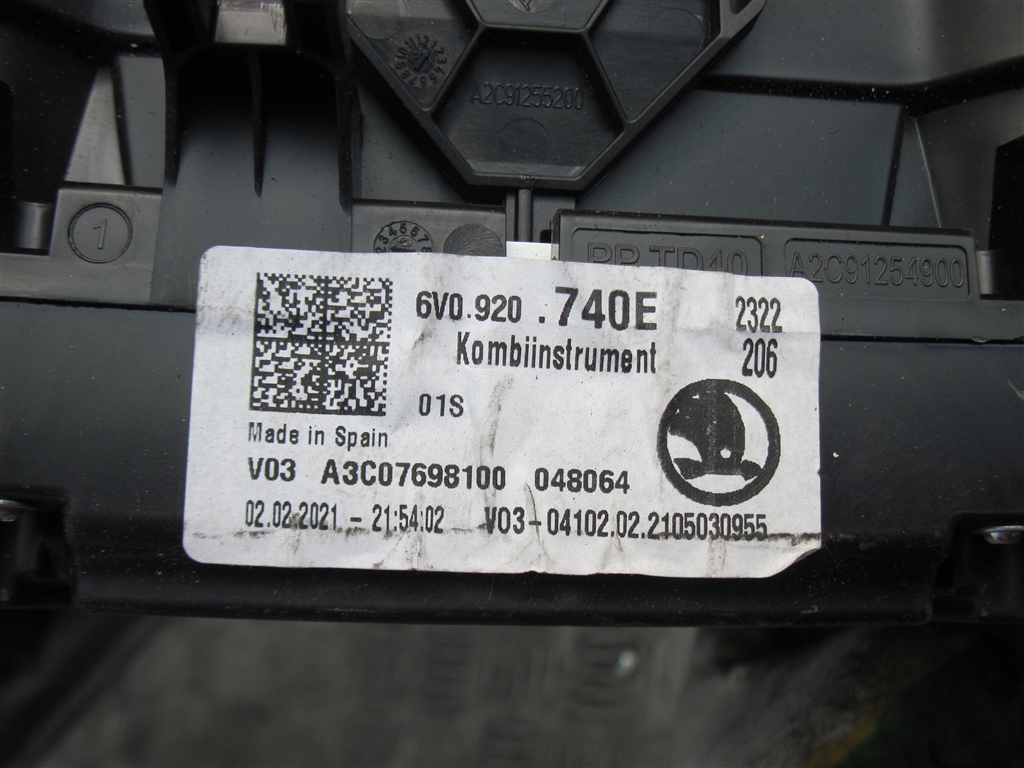 A2C91255200
1
PP TD40
A2C91254900
6V0.920 .740E 2322
Kombiinstrument 206
01S
Made in Spain
V03 A3C07698100 048064
02.02.2021 - 21:54:02 V03-04102.02.2105030955